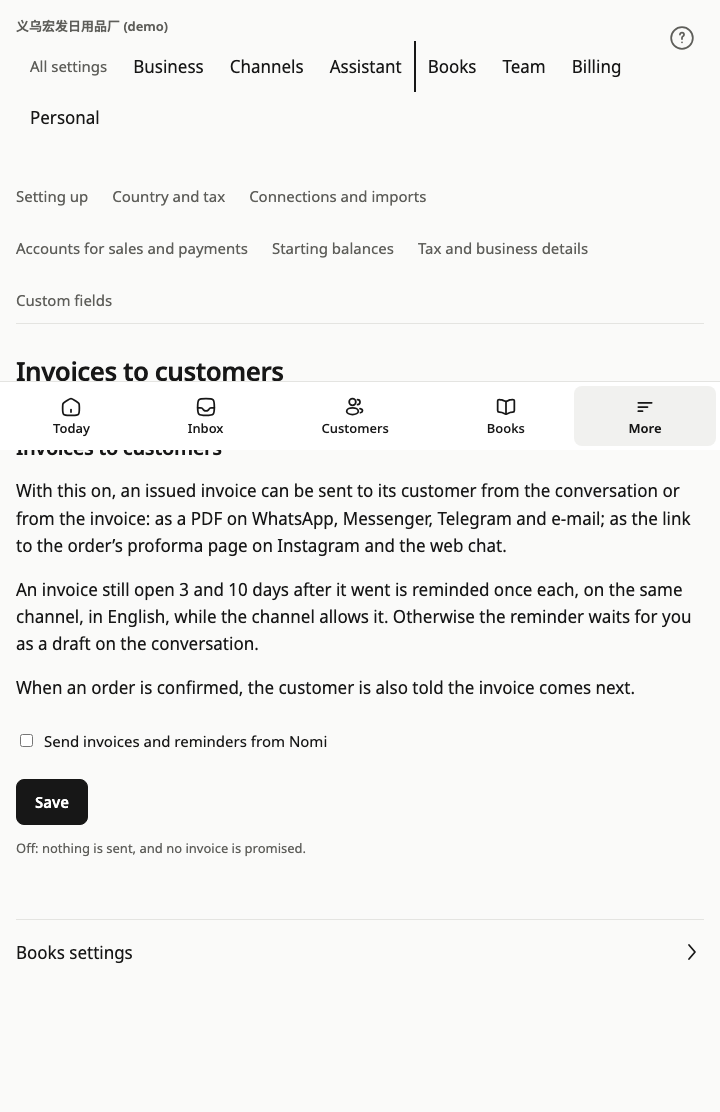 义乌宏发日用品厂 (demo)
All settings Business Channels Assistant Books Team Billing
Personal
Setting up Country and tax Connections and imports
Accounts for sales and payments Starting balances Tax and business details
Custom fields
Invoices to customers
Today Inbox Customers Books More
Invoices to customers
With this on, an issued invoice can be sent to its customer from the conversation or
from the invoice: as a PDF on WhatsApp, Messenger, Telegram and e-mail; as the link
to the order’s proforma page on Instagram and the web chat.
An invoice still open 3 and 10 days after it went is reminded once each, on the same
channel, in English, while the channel allows it. Otherwise the reminder waits for you
as a draft on the conversation.
When an order is confirmed, the customer is also told the invoice comes next.
Send invoices and reminders from Nomi
Save
Off: nothing is sent, and no invoice is promised.
Books settings